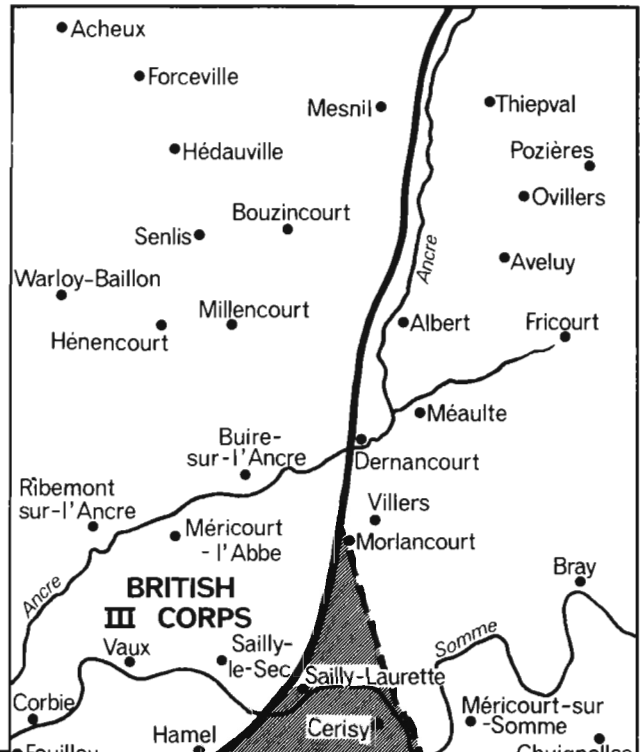 Acheux
Forceville
Mesnil
Thiepval
Hédauville
Pozières
Ovillers
Bouzincourt
Senlis
Ancre
Aveluy
Warloy-Baillon
Millencourt
Albert
Fricourt
Hénencourt
Méaulte
Buire-
sur-l'Ancre
Dernancourt
Ribemont
sur-l'Ancre
Villers
Méricourt
-l'Abbe
Morlancourt
Bray
Ancre
BRITISH
III CORPS
Somme
Vaux
Sailly-
le-Sec
Sailly-Laurette
Corbie
Méricourt-sur
-Somme
Hamel
Cerisy